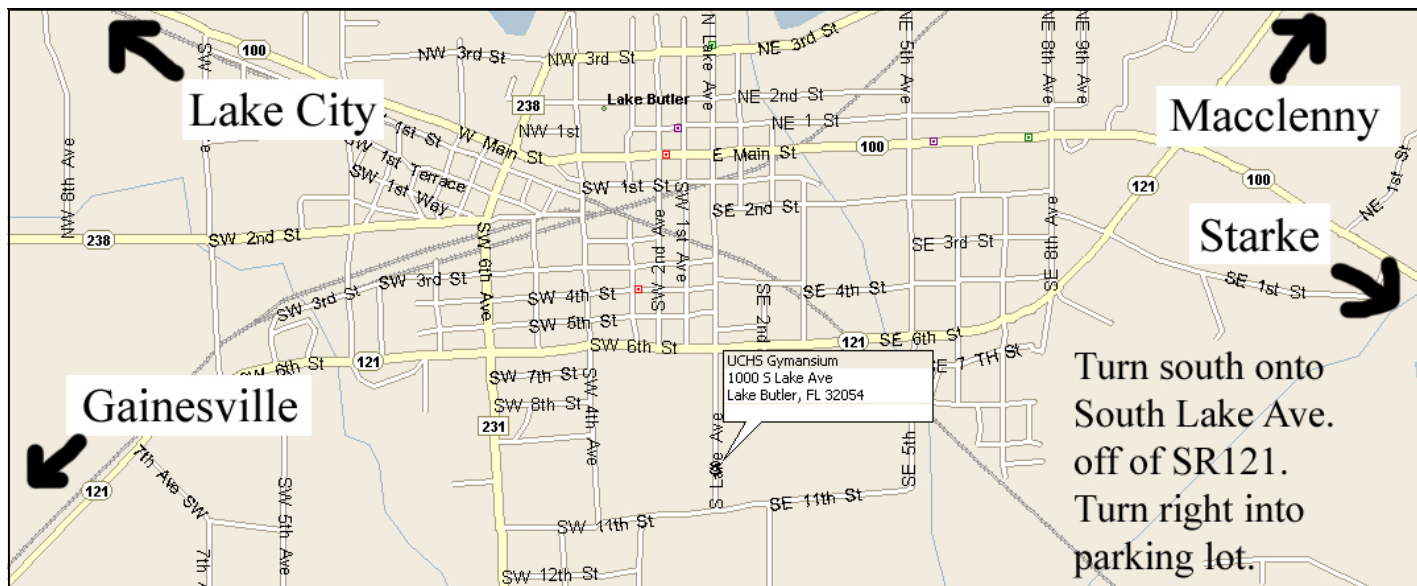 NW 3rd St
NE 3rd St
N Lake Ave
NE 5th Ave
NE 8th Ave
NE 9th Ave
SW
100
Lake City
Macclenny
238
Lake Butler
NE 2nd St
NW 1st
NE 1 St
W Main St
E Main St
100
1st St
SW 1st Terrace
SW 1st Way
NW 8th Ave
SW 1st St
SW 1st Ave
121
100
NE 1st St
SE 2nd St
238
SW 2nd St
SW 6th Ave
SW 2nd Ave
SE 3rd St
SE 8th Ave
Starke
SW 3rd St
SW 3rd St
SW 4th St
SE 4th St
SE 1st St
SW 5th St
SE 2nd
SW 6th St
121
SW 6th St
121
SE 6th St
SE 7 TH St
UCHS Gymansium
1000 S Lake Ave
Lake Butler, FL 32054
Turn south onto
South Lake Ave.
off of SR121.
Turn right into
parking lot.
Gainesville
SW 7th St
SW 8th St
SW 4th Ave
231
S Lake Ave
SE 5th
7th Ave SW
121
SW 5th Ave
SW 11th St
SE 11th St
7th
SW 12th St